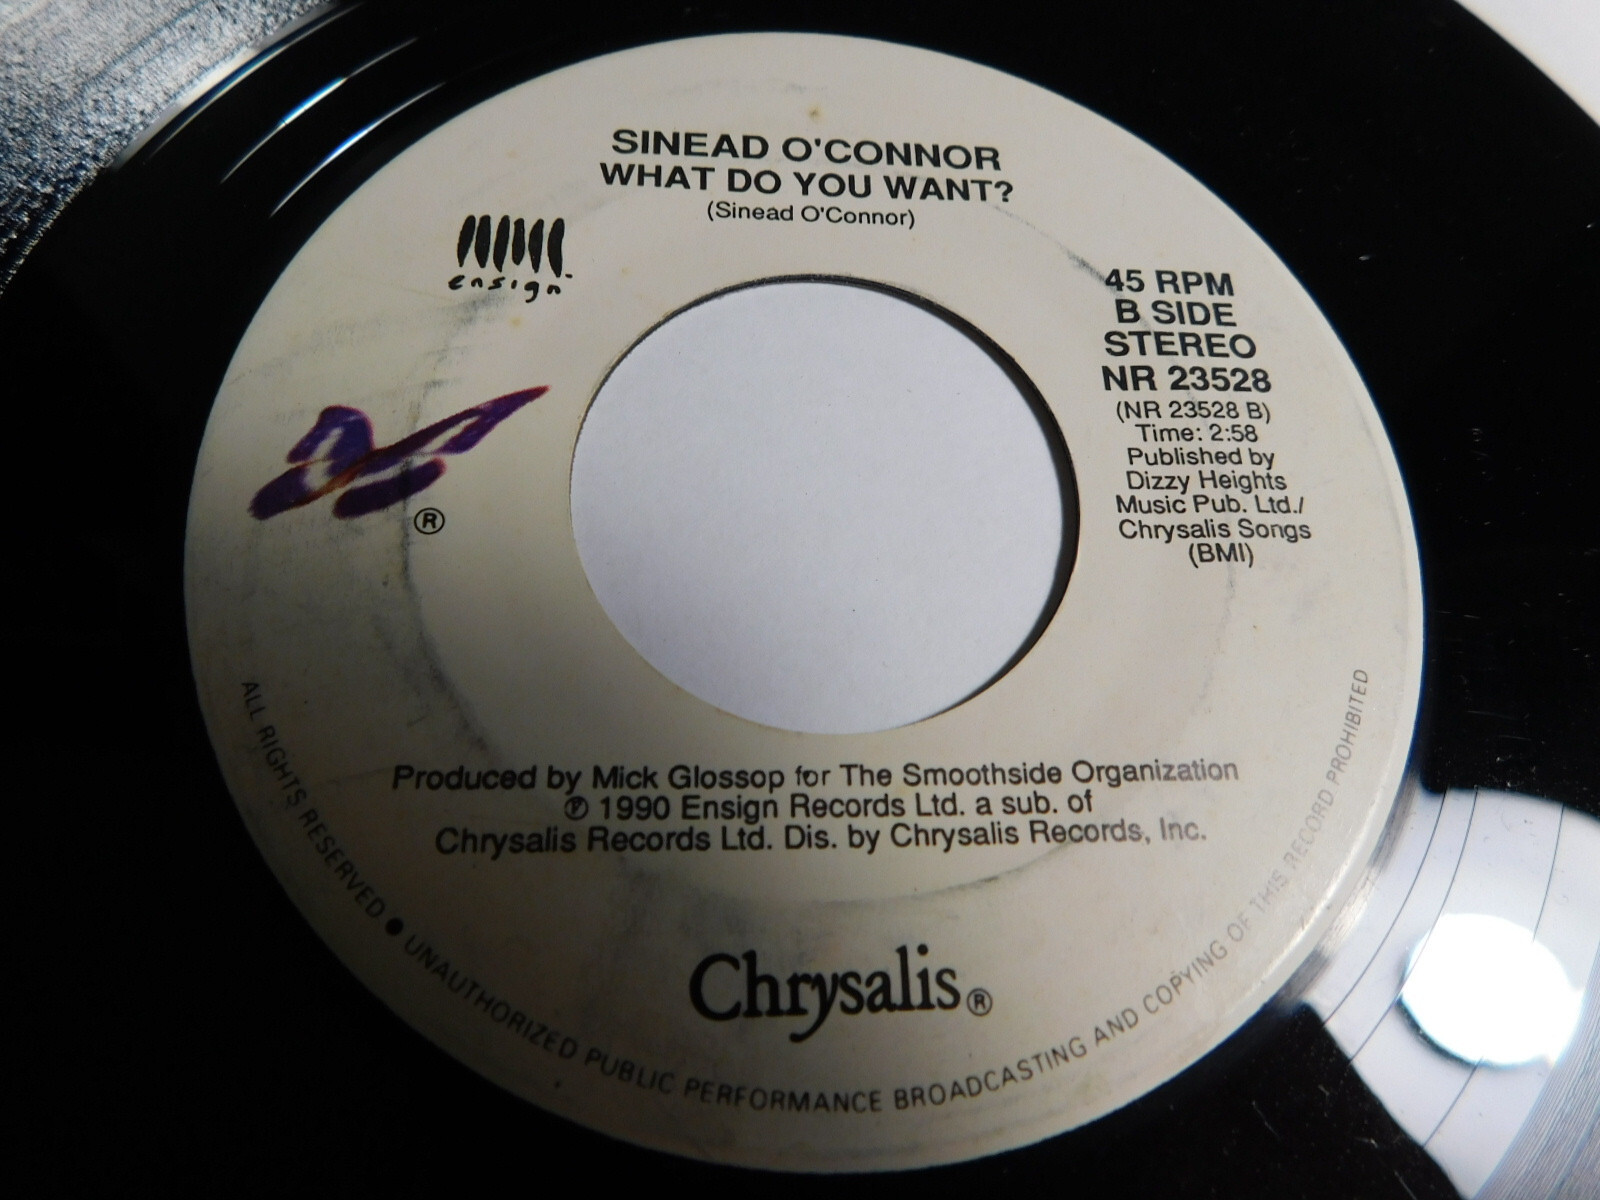 SINEAD O'CONNOR
WHAT DO YOU WANT?
(Sinead O'Connor)
ensign
45 RPM
B SIDE
STEREO
NR 23528
(NR 23528 B)
Time: 2:58
Published by
Dizzy Heights
Music Pub. Ltd./
Chrysalis Songs
(BMI)
®
Produced by Mick Glossop for The Smoothside Organization
℗ 1990 Ensign Records Ltd. a sub. of
Chrysalis Records Ltd. Dis. by Chrysalis Records, Inc.
Chrysalis®
ALL RIGHTS RESERVED ● UNAUTHORIZED PUBLIC PERFORMANCE BROADCASTING AND COPYING OF THIS RECORD PROHIBITED